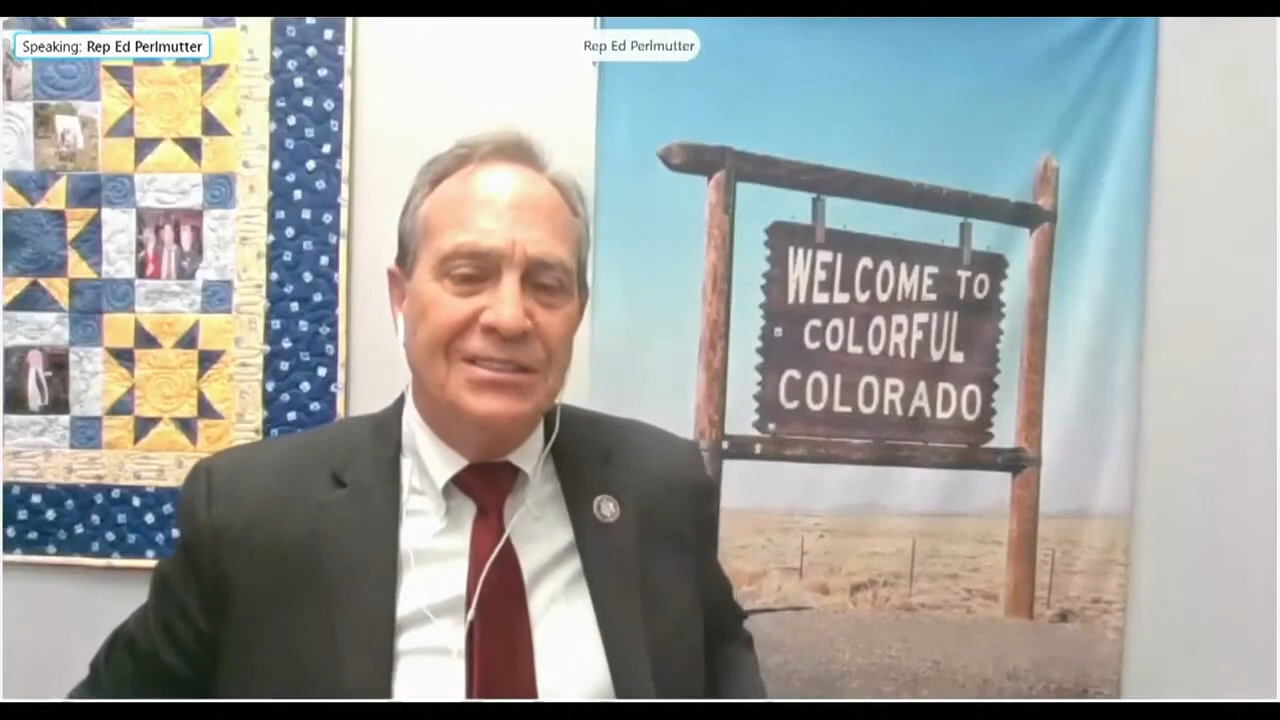 Speaking: Rep Ed Perlmutter
Rep Ed Perlmutter
WELCOME TO
COLORFUL
COLORADO